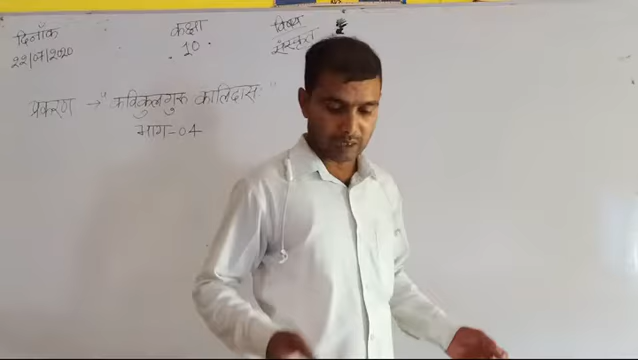 दिनाँक कक्षा विषय
22/07/2020 10 संस्कृत
प्रकरण → "कविकुलगुरु कालिदास"
भाग-04